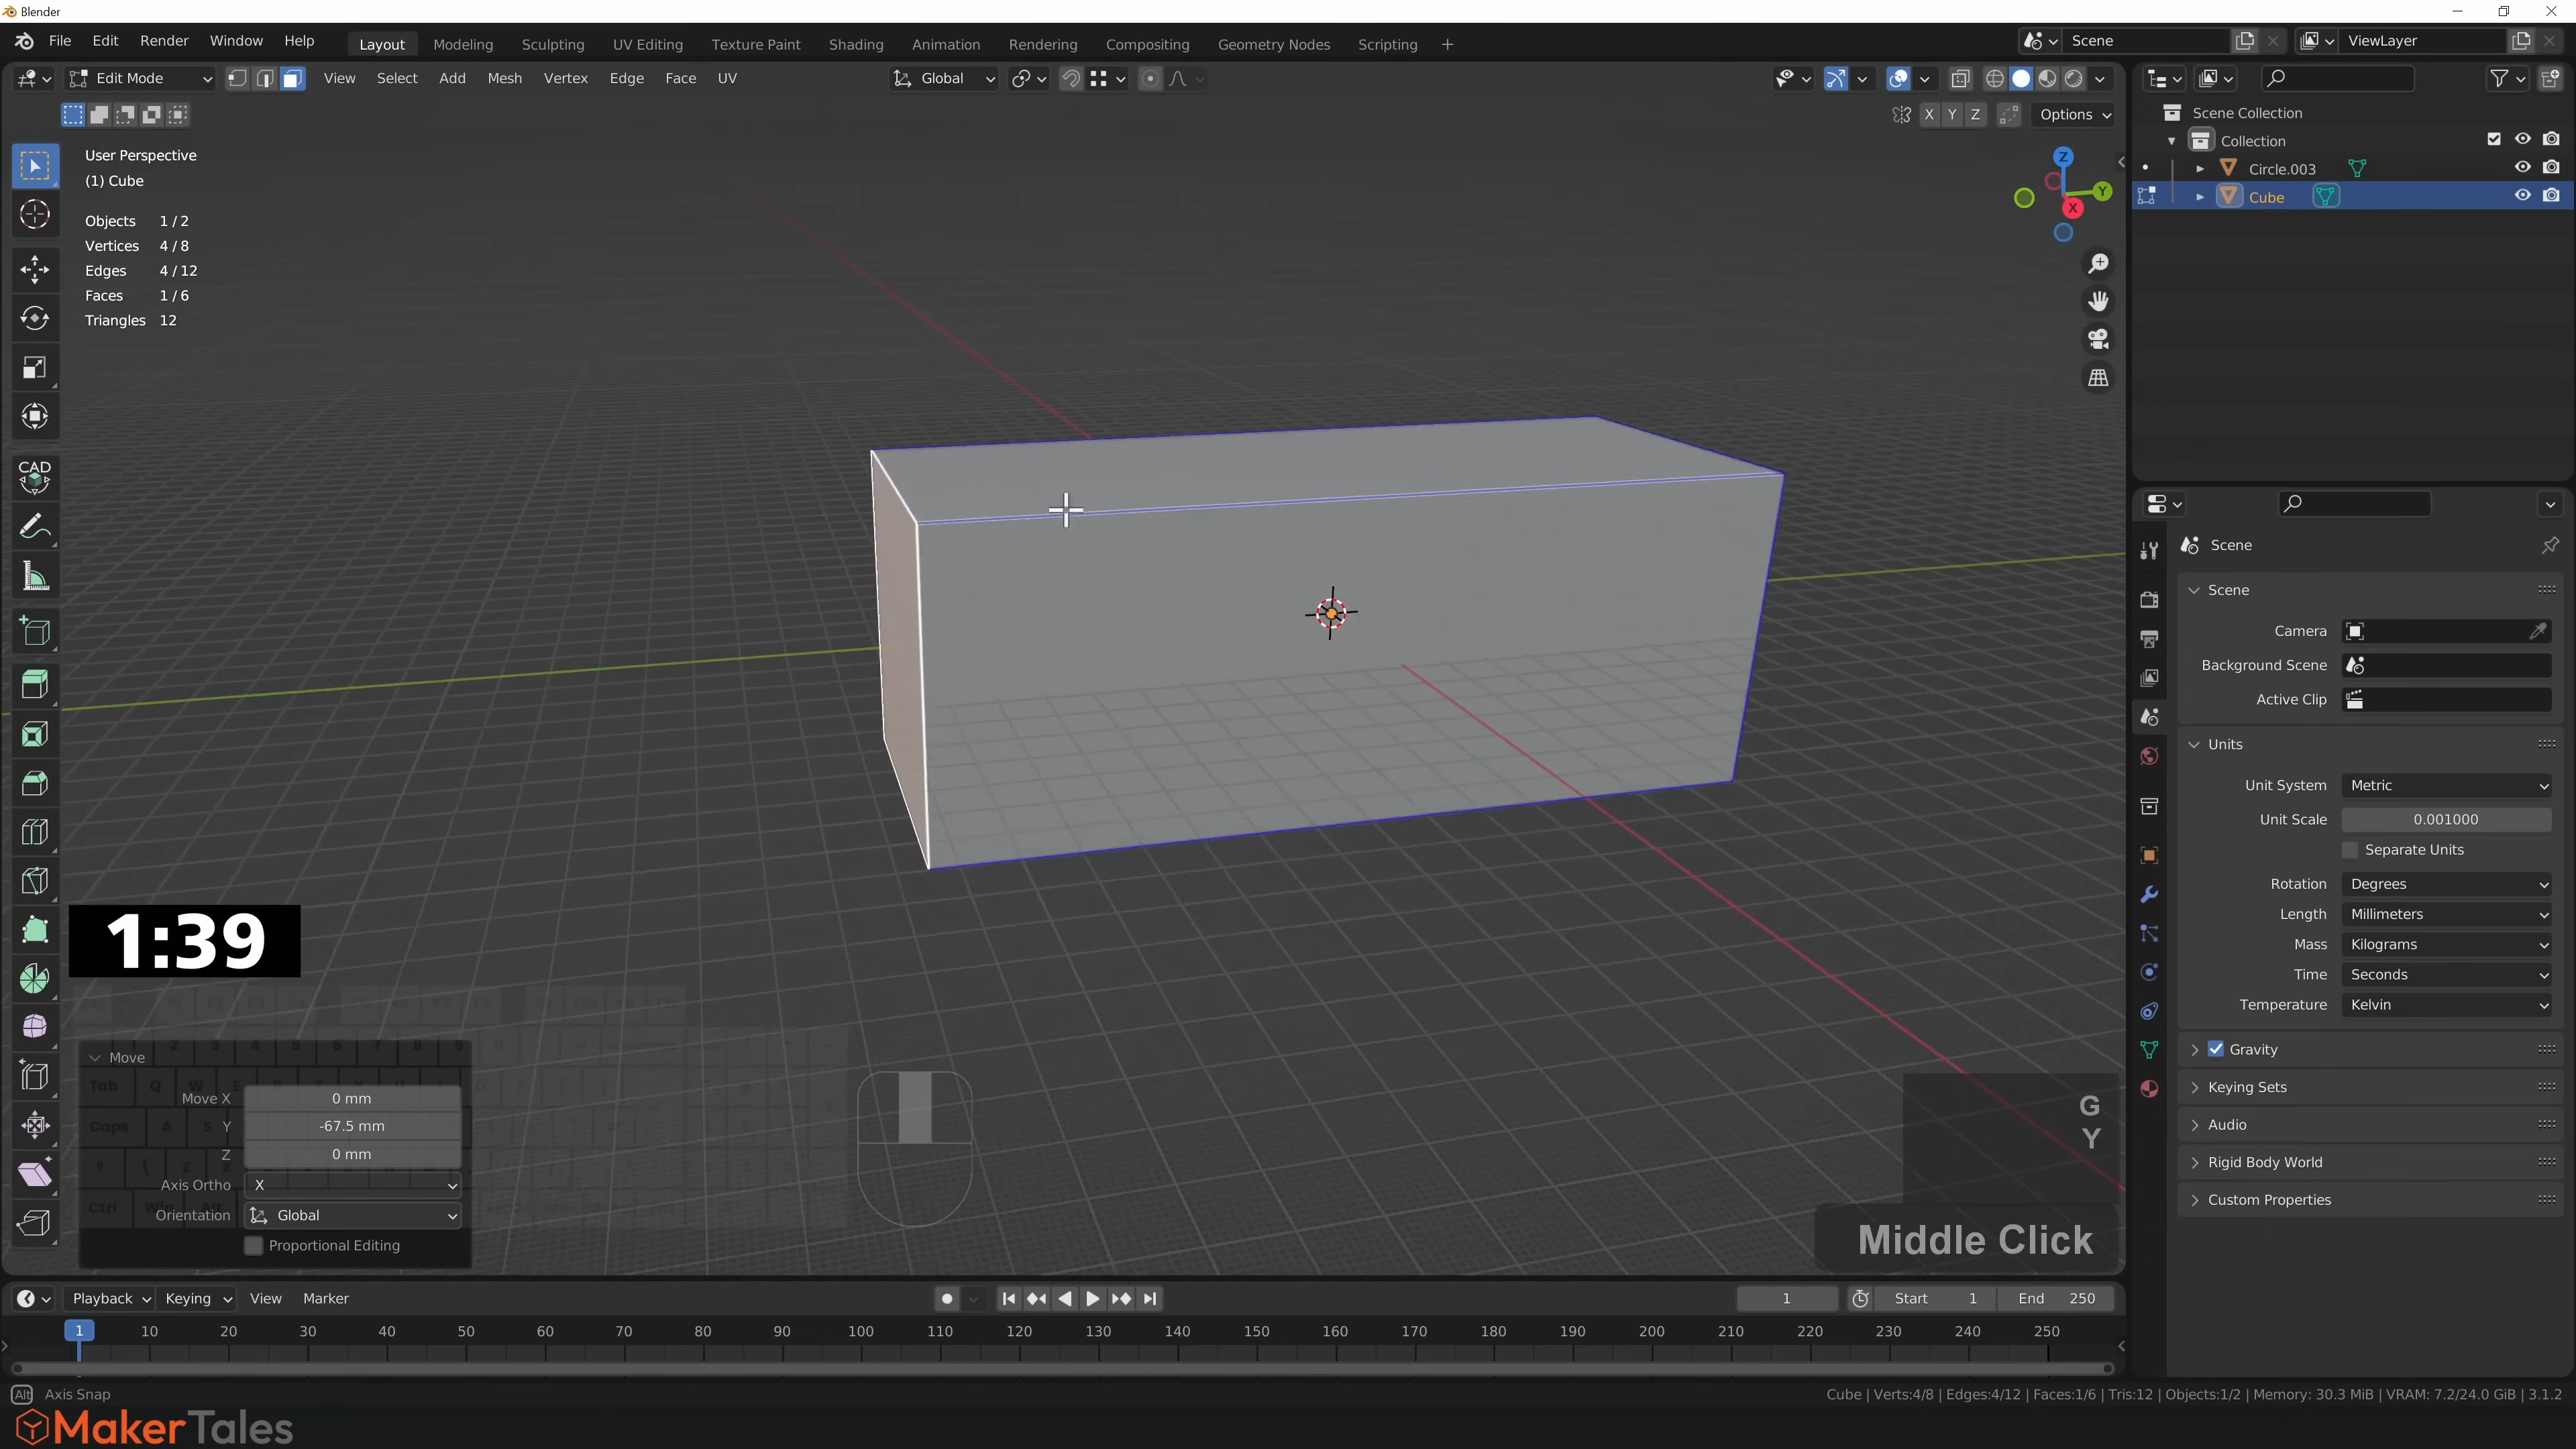 Blender
File Edit Render Window Help Layout Modeling Sculpting UV Editing Texture Paint Shading Animation Rendering Compositing Geometry Nodes Scripting + Scene ViewLayer
Edit Mode View Select Add Mesh Vertex Edge Face UV Global
X Y Z Options
User Perspective
(1) Cube
Objects 1 / 2
Vertices 4 / 8
Edges 4 / 12
Faces 1 / 6
Triangles 12
Z
Y
X
CAD
Scene Collection
Collection
Circle.003
Cube
Scene
Scene
Camera
Background Scene
Active Clip
Units
Unit System Metric
Unit Scale 0.001000
Separate Units
Rotation Degrees
Length Millimeters
Mass Kilograms
Time Seconds
Temperature Kelvin
Gravity
Keying Sets
Audio
Rigid Body World
Custom Properties
1:39
Move
Move X 0 mm
Y -67.5 mm
Z 0 mm
Axis Ortho X
Orientation Global
Proportional Editing
G
Y
Middle Click
Playback Keying View Marker 1 Start 1 End 250
1 10 20 30 40 50 60 70 80 90 100 110 120 130 140 150 160 170 180 190 200 210 220 230 240 250
Alt Axis Snap
Cube | Verts:4/8 | Edges:4/12 | Faces:1/6 | Tris:12 | Objects:1/2 | Memory: 30.3 MiB | VRAM: 7.2/24.0 GiB | 3.1.2
MakerTales